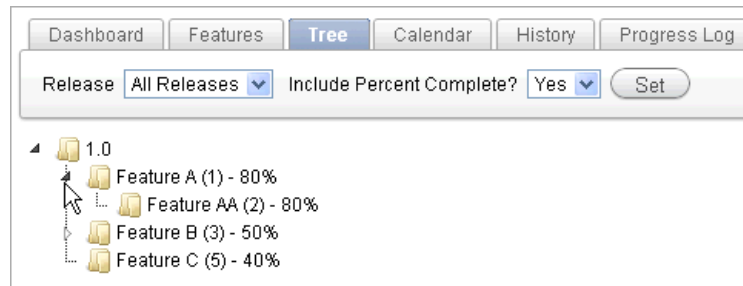 Dashboard Features Tree Calendar History Progress Log
Release All Releases Include Percent Complete? Yes Set
1.0
Feature A (1) - 80%
Feature AA (2) - 80%
Feature B (3) - 50%
Feature C (5) - 40%